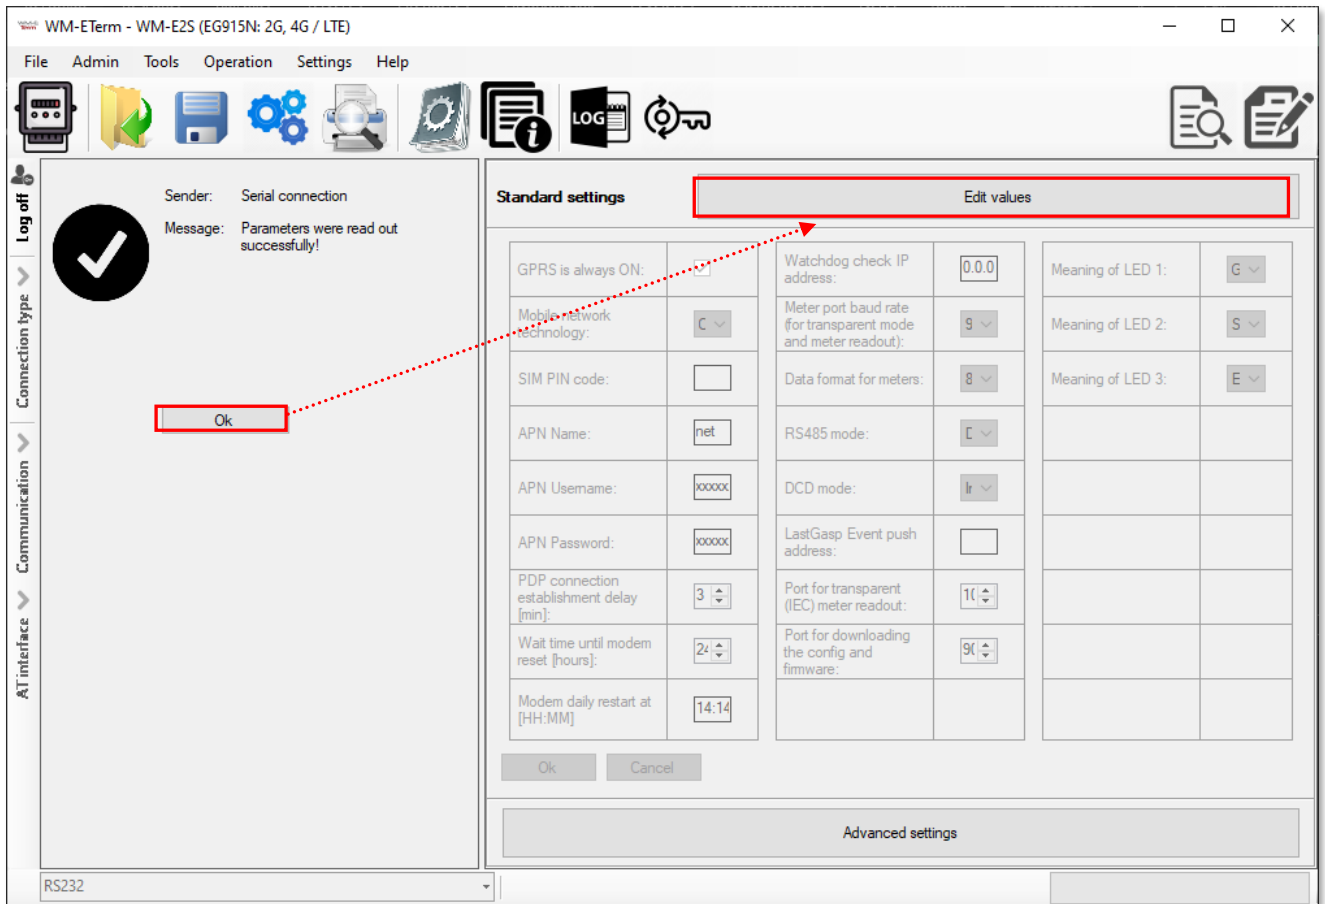 WM-ETerm - WM-E2S (EG915N: 2G, 4G / LTE)
File Admin Tools Operation Settings Help
LOG
Log off
Connection type
Communication
AT interface
Sender: Serial connection
Message: Parameters were read out
successfully!
Ok
Standard settings
Edit values
GPRS is always ON:
Mobile network
technology:
C
SIM PIN code:
APN Name:
net
APN Username:
xxxxx
APN Password:
xxxxx
PDP connection
establishment delay
[min]:
3
Wait time until modem
reset [hours]:
24
Modem daily restart at
[HH:MM]
14:14
Watchdog check IP
address:
0.0.0
Meter port baud rate
(for transparent mode
and meter readout):
9
Data format for meters:
8
RS485 mode:
DCD mode:
Ir
LastGasp Event push
address:
Port for transparent
(IEC) meter readout:
Port for downloading
the config and
firmware:
Meaning of LED 1:
G
Meaning of LED 2:
S
Meaning of LED 3:
E
Ok
Cancel
Advanced settings
RS232